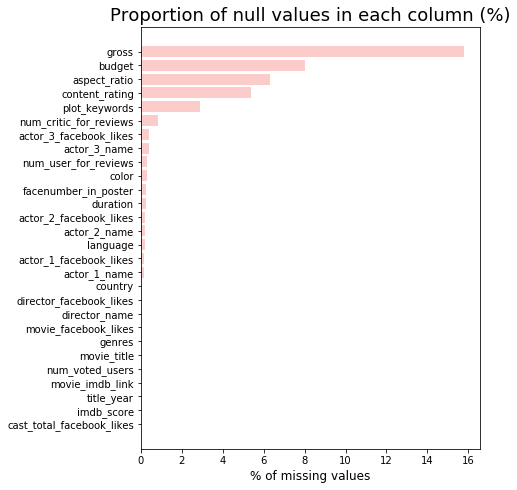 Proportion of null values in each column (%)
gross
budget
aspect_ratio
content_rating
plot_keywords
num_critic_for_reviews
actor_3_facebook_likes
actor_3_name
num_user_for_reviews
color
facenumber_in_poster
duration
actor_2_facebook_likes
actor_2_name
language
actor_1_facebook_likes
actor_1_name
country
director_facebook_likes
director_name
movie_facebook_likes
genres
movie_title
num_voted_users
movie_imdb_link
title_year
imdb_score
cast_total_facebook_likes
0 2 4 6 8 10 12 14 16
% of missing values